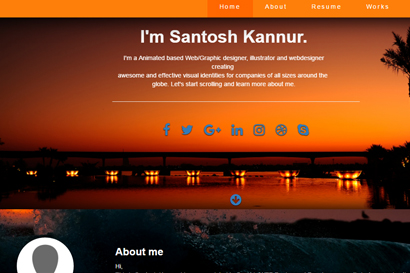 Home About Resume Works
I'm Santosh Kannur.
I'm a Animated based Web/Graphic designer, illustrator and webdesigner
creating
awesome and effective visual identities for companies of all sizes around the
globe. Let's start scrolling and learn more about me.
About me
Hi,